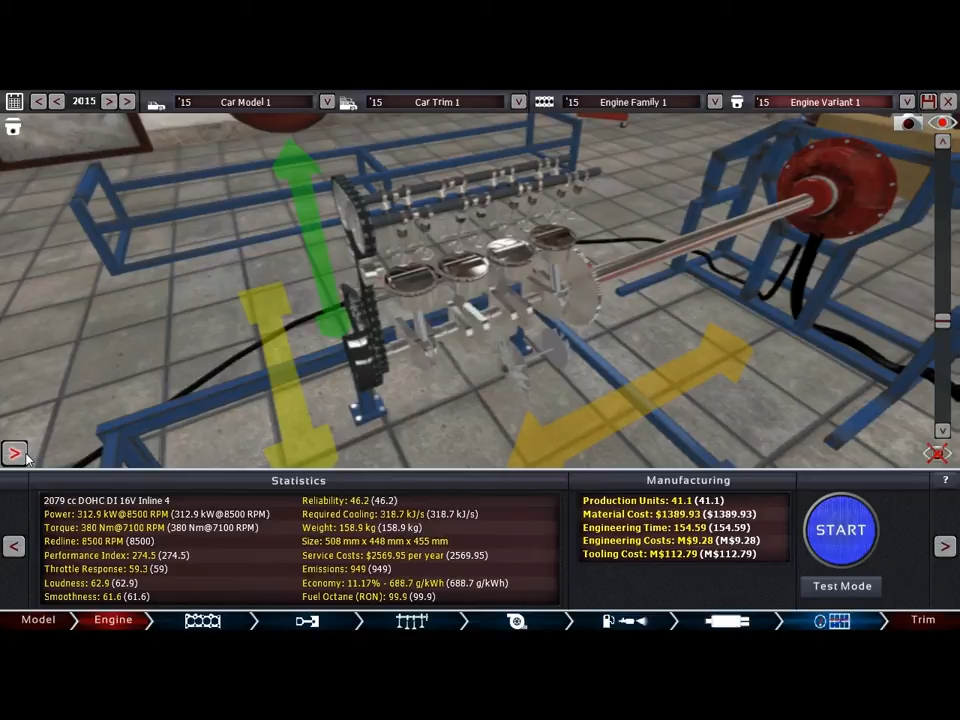 2015 '15 Car Model 1 '15 Car Trim 1 '15 Engine Family 1 '15 Engine Variant 1
Statistics
2079 cc DOHC DI 16V Inline 4
Power: 312.9 kW@8500 RPM (312.9 kW@8500 RPM)
Torque: 380 Nm@7100 RPM (380 Nm@7100 RPM)
Redline: 8500 RPM (8500)
Performance Index: 274.5 (274.5)
Throttle Response: 59.3 (59)
Loudness: 62.9 (62.9)
Smoothness: 61.6 (61.6)
Reliability: 46.2 (46.2)
Required Cooling: 318.7 kJ/s (318.7 kJ/s)
Weight: 158.9 kg (158.9 kg)
Size: 508 mm x 448 mm x 455 mm
Service Costs: $2569.95 per year (2569.95)
Emissions: 949 (949)
Economy: 11.17% - 688.7 g/kWh (688.7 g/kWh)
Fuel Octane (RON): 99.9 (99.9)
Manufacturing
Production Units: 41.1 (41.1)
Material Cost: $1389.93 ($1389.93)
Engineering Time: 154.59 (154.59)
Engineering Costs: M$9.28 (M$9.28)
Tooling Cost: M$112.79 (M$112.79)
?
START
Test Mode
Model Engine Trim